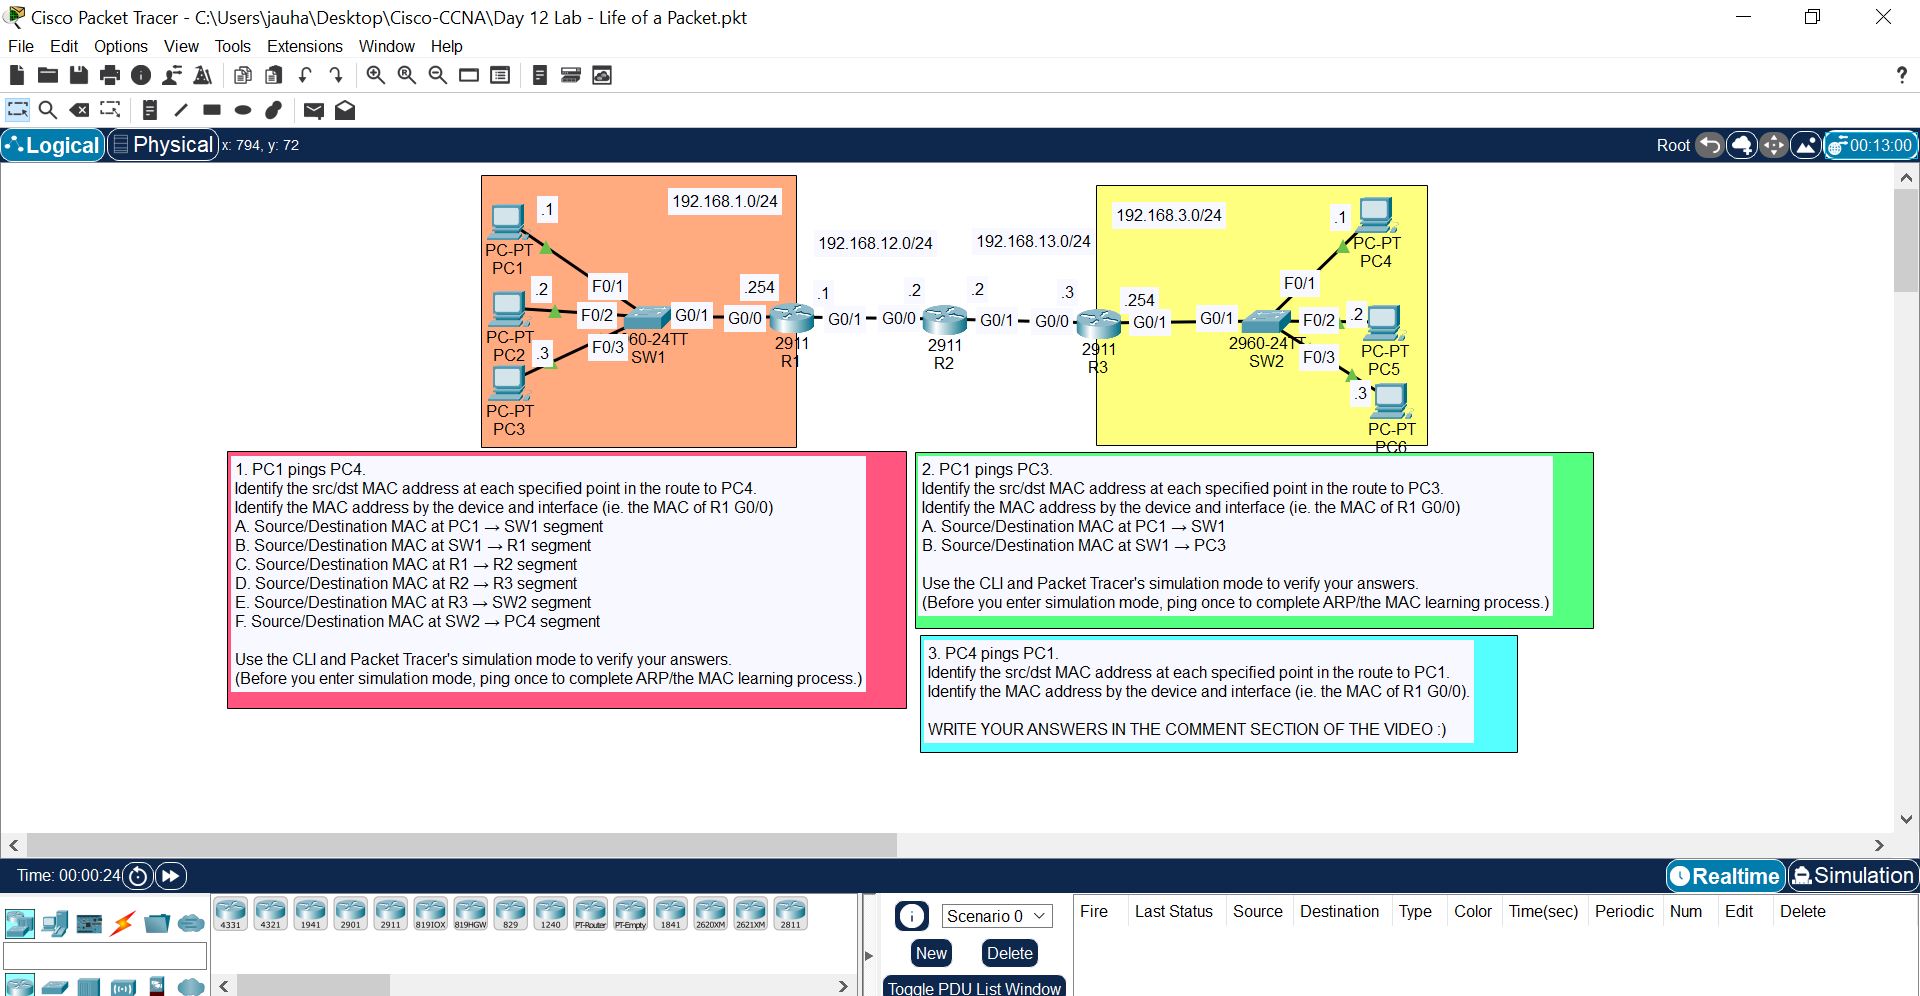 Cisco Packet Tracer - C:\Users\jauha\Desktop\Cisco-CCNA\Day 12 Lab - Life of a Packet.pkt
File Edit Options View Tools Extensions Window Help
?
Logical Physical x: 794, y: 72 Root 00:13:00
.1 192.168.1.0/24
PC-PT
PC1
.2
F0/1
F0/2
PC-PT
PC2
.3
F0/3
PC-PT
PC3
60-24TT
SW1
G0/1
G0/0
.254
2911
R1
192.168.12.0/24
.1
G0/1
.2
G0/0
2911
R2
192.168.13.0/24
.2
G0/1
.3
G0/0
2911
R3
192.168.3.0/24
.254
G0/1
G0/1
2960-24TT
SW2
F0/1
F0/2
F0/3
.1
PC-PT
PC4
.2
PC-PT
PC5
.3
PC-PT
PC6
1. PC1 pings PC4.
Identify the src/dst MAC address at each specified point in the route to PC4.
Identify the MAC address by the device and interface (ie. the MAC of R1 G0/0)
A. Source/Destination MAC at PC1 → SW1 segment
B. Source/Destination MAC at SW1 → R1 segment
C. Source/Destination MAC at R1 → R2 segment
D. Source/Destination MAC at R2 → R3 segment
E. Source/Destination MAC at R3 → SW2 segment
F. Source/Destination MAC at SW2 → PC4 segment
Use the CLI and Packet Tracer's simulation mode to verify your answers.
(Before you enter simulation mode, ping once to complete ARP/the MAC learning process.)
2. PC1 pings PC3.
Identify the src/dst MAC address at each specified point in the route to PC3.
Identify the MAC address by the device and interface (ie. the MAC of R1 G0/0)
A. Source/Destination MAC at PC1 → SW1
B. Source/Destination MAC at SW1 → PC3
Use the CLI and Packet Tracer's simulation mode to verify your answers.
(Before you enter simulation mode, ping once to complete ARP/the MAC learning process.)
3. PC4 pings PC1.
Identify the src/dst MAC address at each specified point in the route to PC1.
Identify the MAC address by the device and interface (ie. the MAC of R1 G0/0).
WRITE YOUR ANSWERS IN THE COMMENT SECTION OF THE VIDEO :)
Time: 00:00:24 Realtime Simulation
4331 4321 1941 2901 2911 819IOX 819HGW 829 1240 PT-Router PT-Empty 1841 2620XM 2621XM 2811
Scenario 0
New Delete
Toggle PDU List Window
Fire Last Status Source Destination Type Color Time(sec) Periodic Num Edit Delete